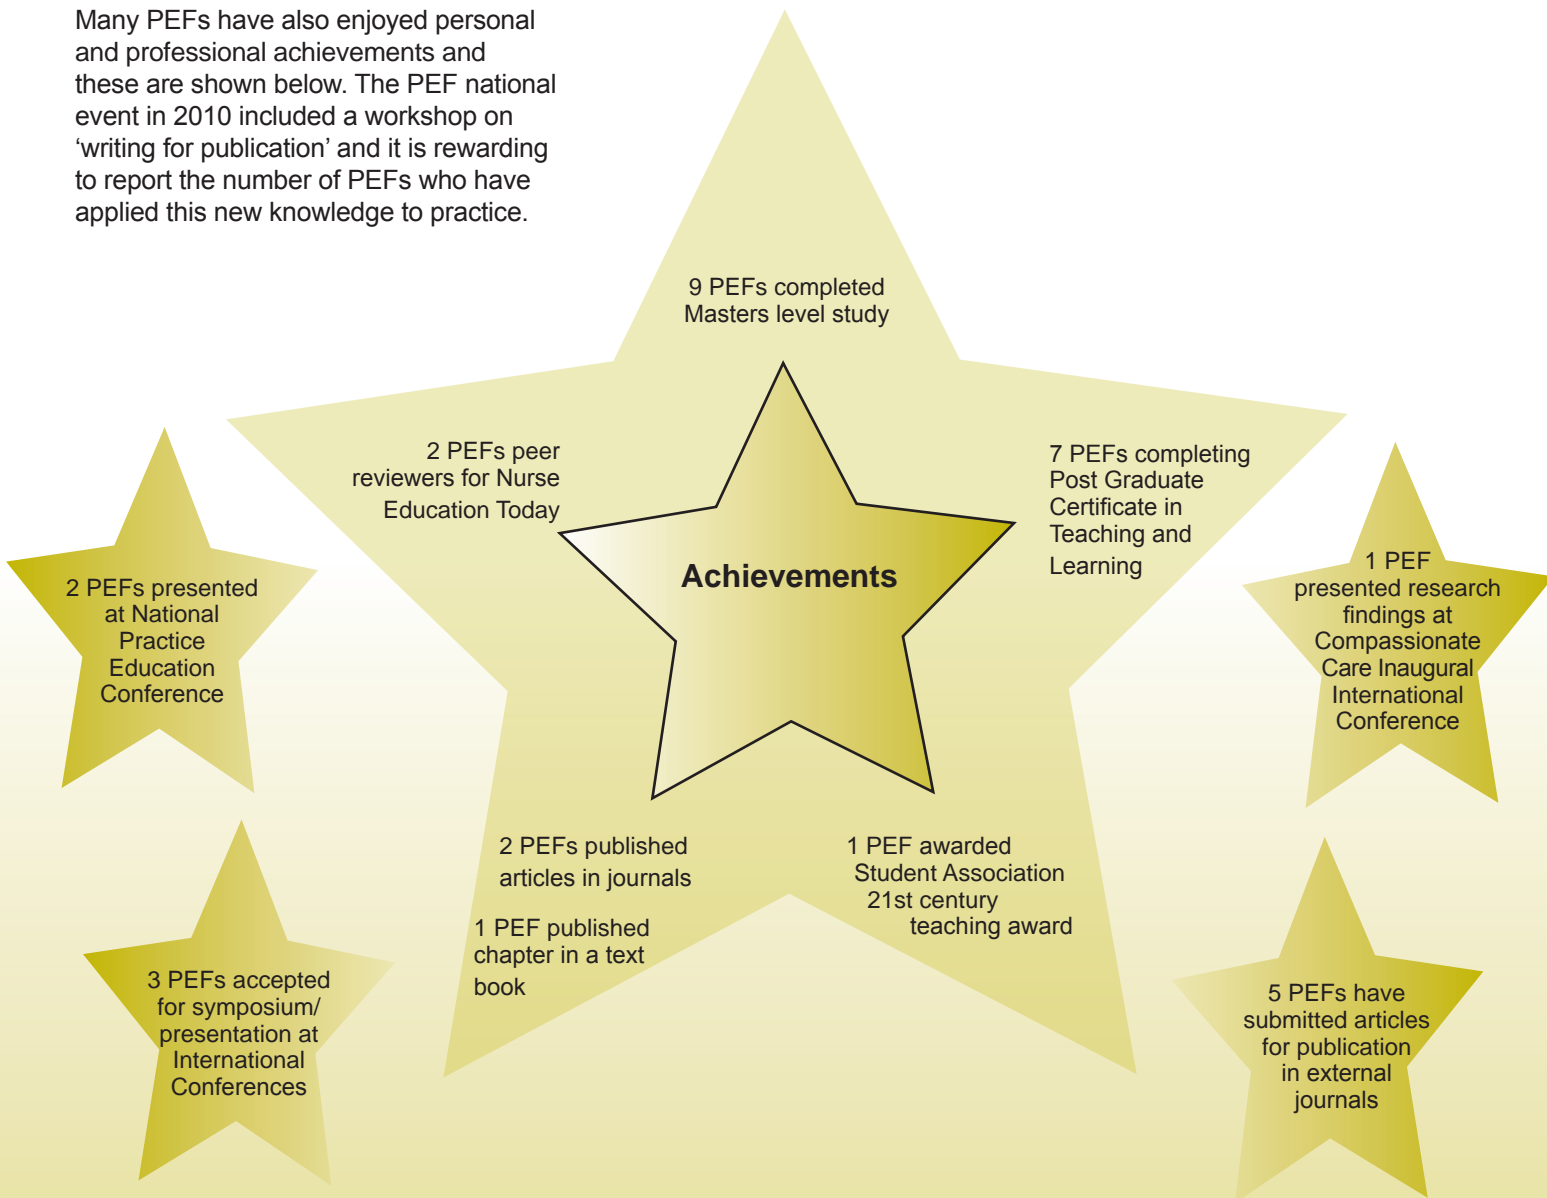 Many PEFs have also enjoyed personal
and professional achievements and
these are shown below. The PEF national
event in 2010 included a workshop on
‘writing for publication’ and it is rewarding
to report the number of PEFs who have
applied this new knowledge to practice.
9 PEFs completed
Masters level study
2 PEFs peer
reviewers for Nurse
Education Today
7 PEFs completing
Post Graduate
Certificate in
Teaching and
Learning
Achievements
2 PEFs presented
at National
Practice
Education
Conference
1 PEF
presented research
findings at
Compassionate
Care Inaugural
International
Conference
2 PEFs published
articles in journals
1 PEF published
chapter in a text
book
1 PEF awarded
Student Association
21st century
teaching award
3 PEFs accepted
for symposium/
presentation at
International
Conferences
5 PEFs have
submitted articles
for publication
in external
journals